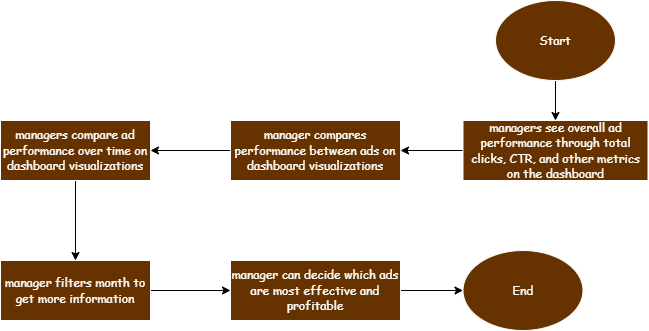 Start
managers see overall ad
performance through total
clicks, CTR, and other metrics
on the dashboard
manager compares
performance between ads on
dashboard visualizations
managers compare ad
performance over time on
dashboard visualizations
manager filters month to
get more information
manager can decide which ads
are most effective and
profitable
End